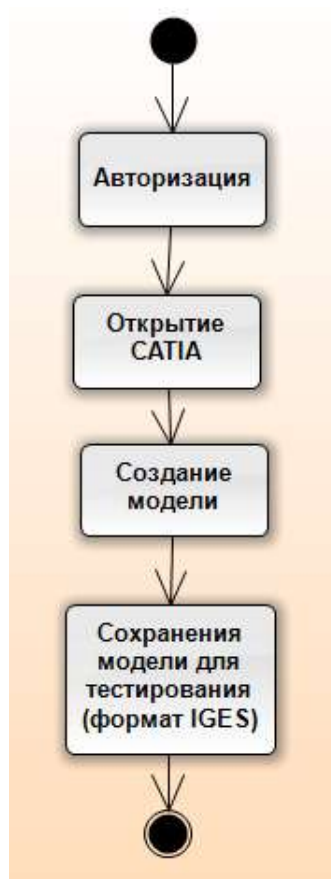 Авторизация
Открытие
CATIA
Создание
модели
Сохранения
модели для
тестирования
(формат IGES)